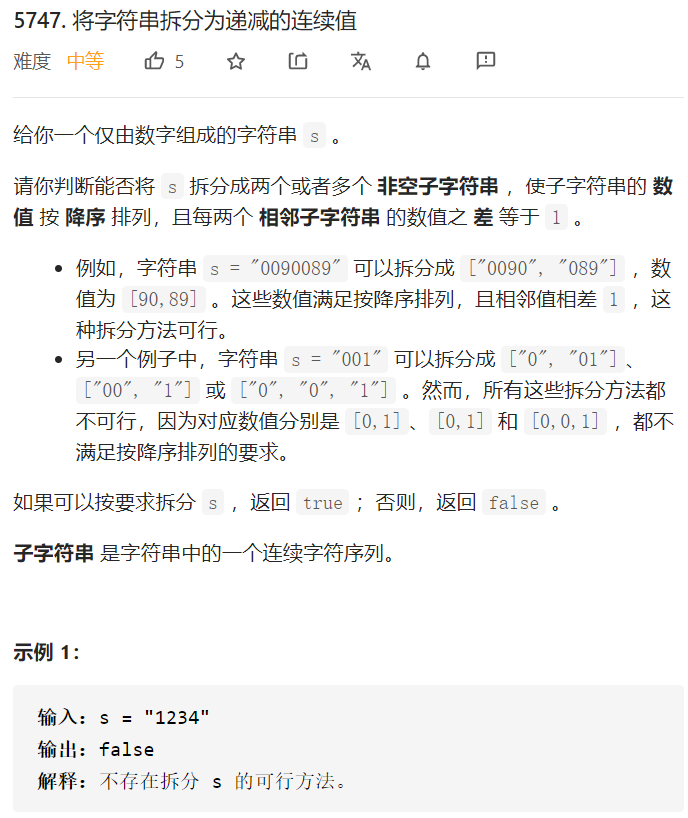 5747. 将字符串拆分为递减的连续值
难度 中等 5
给你一个仅由数字组成的字符串 s 。
请你判断能否将 s 拆分成两个或者多个 非空子字符串 ，使子字符串的 数
值 按 降序 排列，且每两个 相邻子字符串 的数值之 差 等于 1 。
• 例如，字符串 s = "0090089" 可以拆分成 ["0090", "089"] ，数
值为 [90,89] 。这些数值满足按降序排列，且相邻值相差 1 ，这
种拆分方法可行。
• 另一个例子中，字符串 s = "001" 可以拆分成 ["0", "01"]、
["00", "1"] 或 ["0", "0", "1"] 。然而，所有这些拆分方法都
不可行，因为对应数值分别是 [0,1]、[0,1] 和 [0,0,1] ，都不
满足按降序排列的要求。
如果可以按要求拆分 s ，返回 true ；否则，返回 false 。
子字符串 是字符串中的一个连续字符序列。
示例 1：
输入：s = "1234"
输出：false
解释：不存在拆分 s 的可行方法。